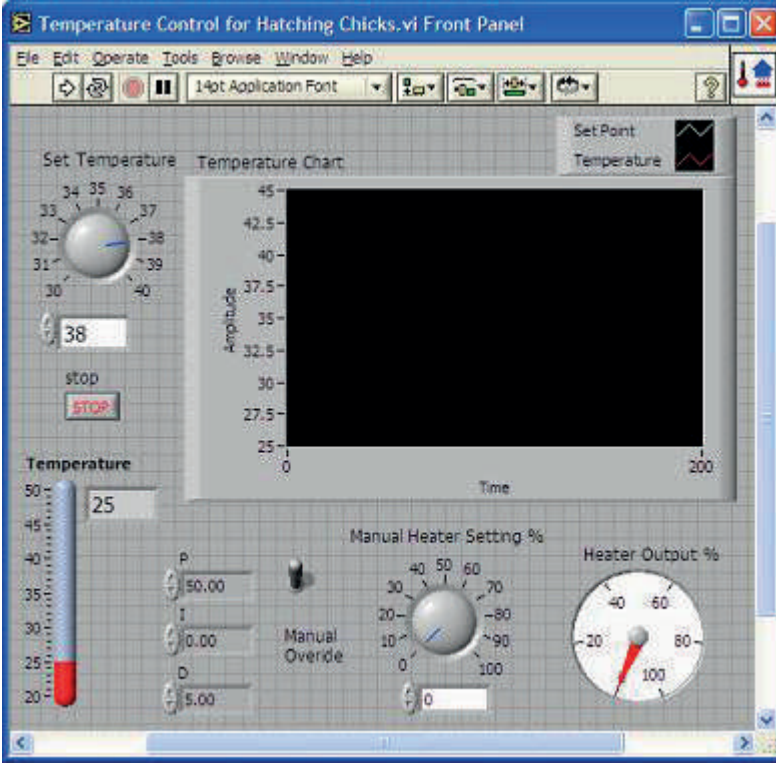 Temperature Control for Hatching Chicks.vi Front Panel
File Edit Operate Tools Browse Window Help
14pt Application Font
Set Point
Temperature
Set Temperature
Temperature Chart
30 31 32 33 34 35 36 37 38 39 40
38
stop
STOP
45
42.5
40
37.5
35
32.5
30
27.5
25
Amplitude
0 200
Time
Temperature
25
50
45
40
35
30
25
20
P
50.00
I
0.00
D
5.00
Manual
Overide
Manual Heater Setting %
0 10 20 30 40 50 60 70 80 90 100
0
Heater Output %
20 40 60 80 100